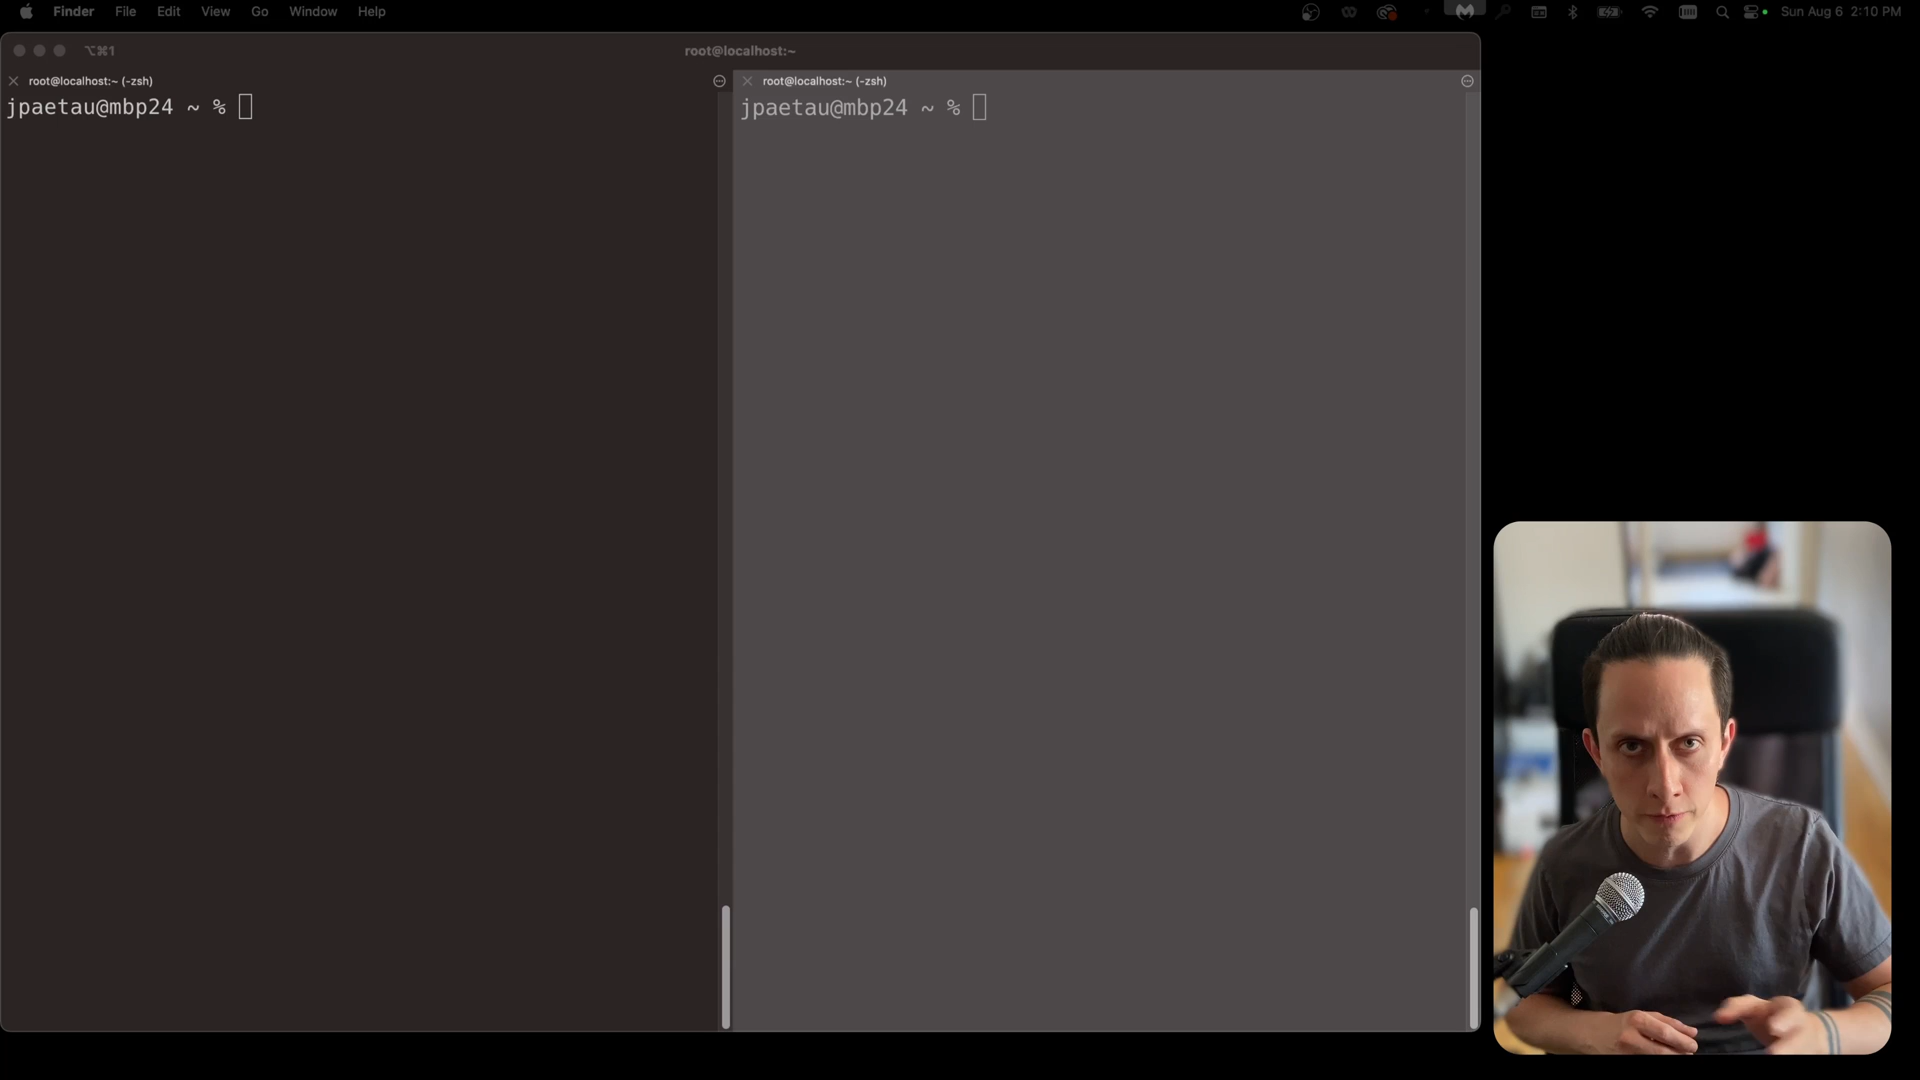 Finder File Edit View Go Window Help Sun Aug 6 2:10 PM
⌥⌘1 root@localhost:~
root@localhost:~ (-zsh)
jpaetau@mbp24 ~ %
root@localhost:~ (-zsh)
jpaetau@mbp24 ~ %